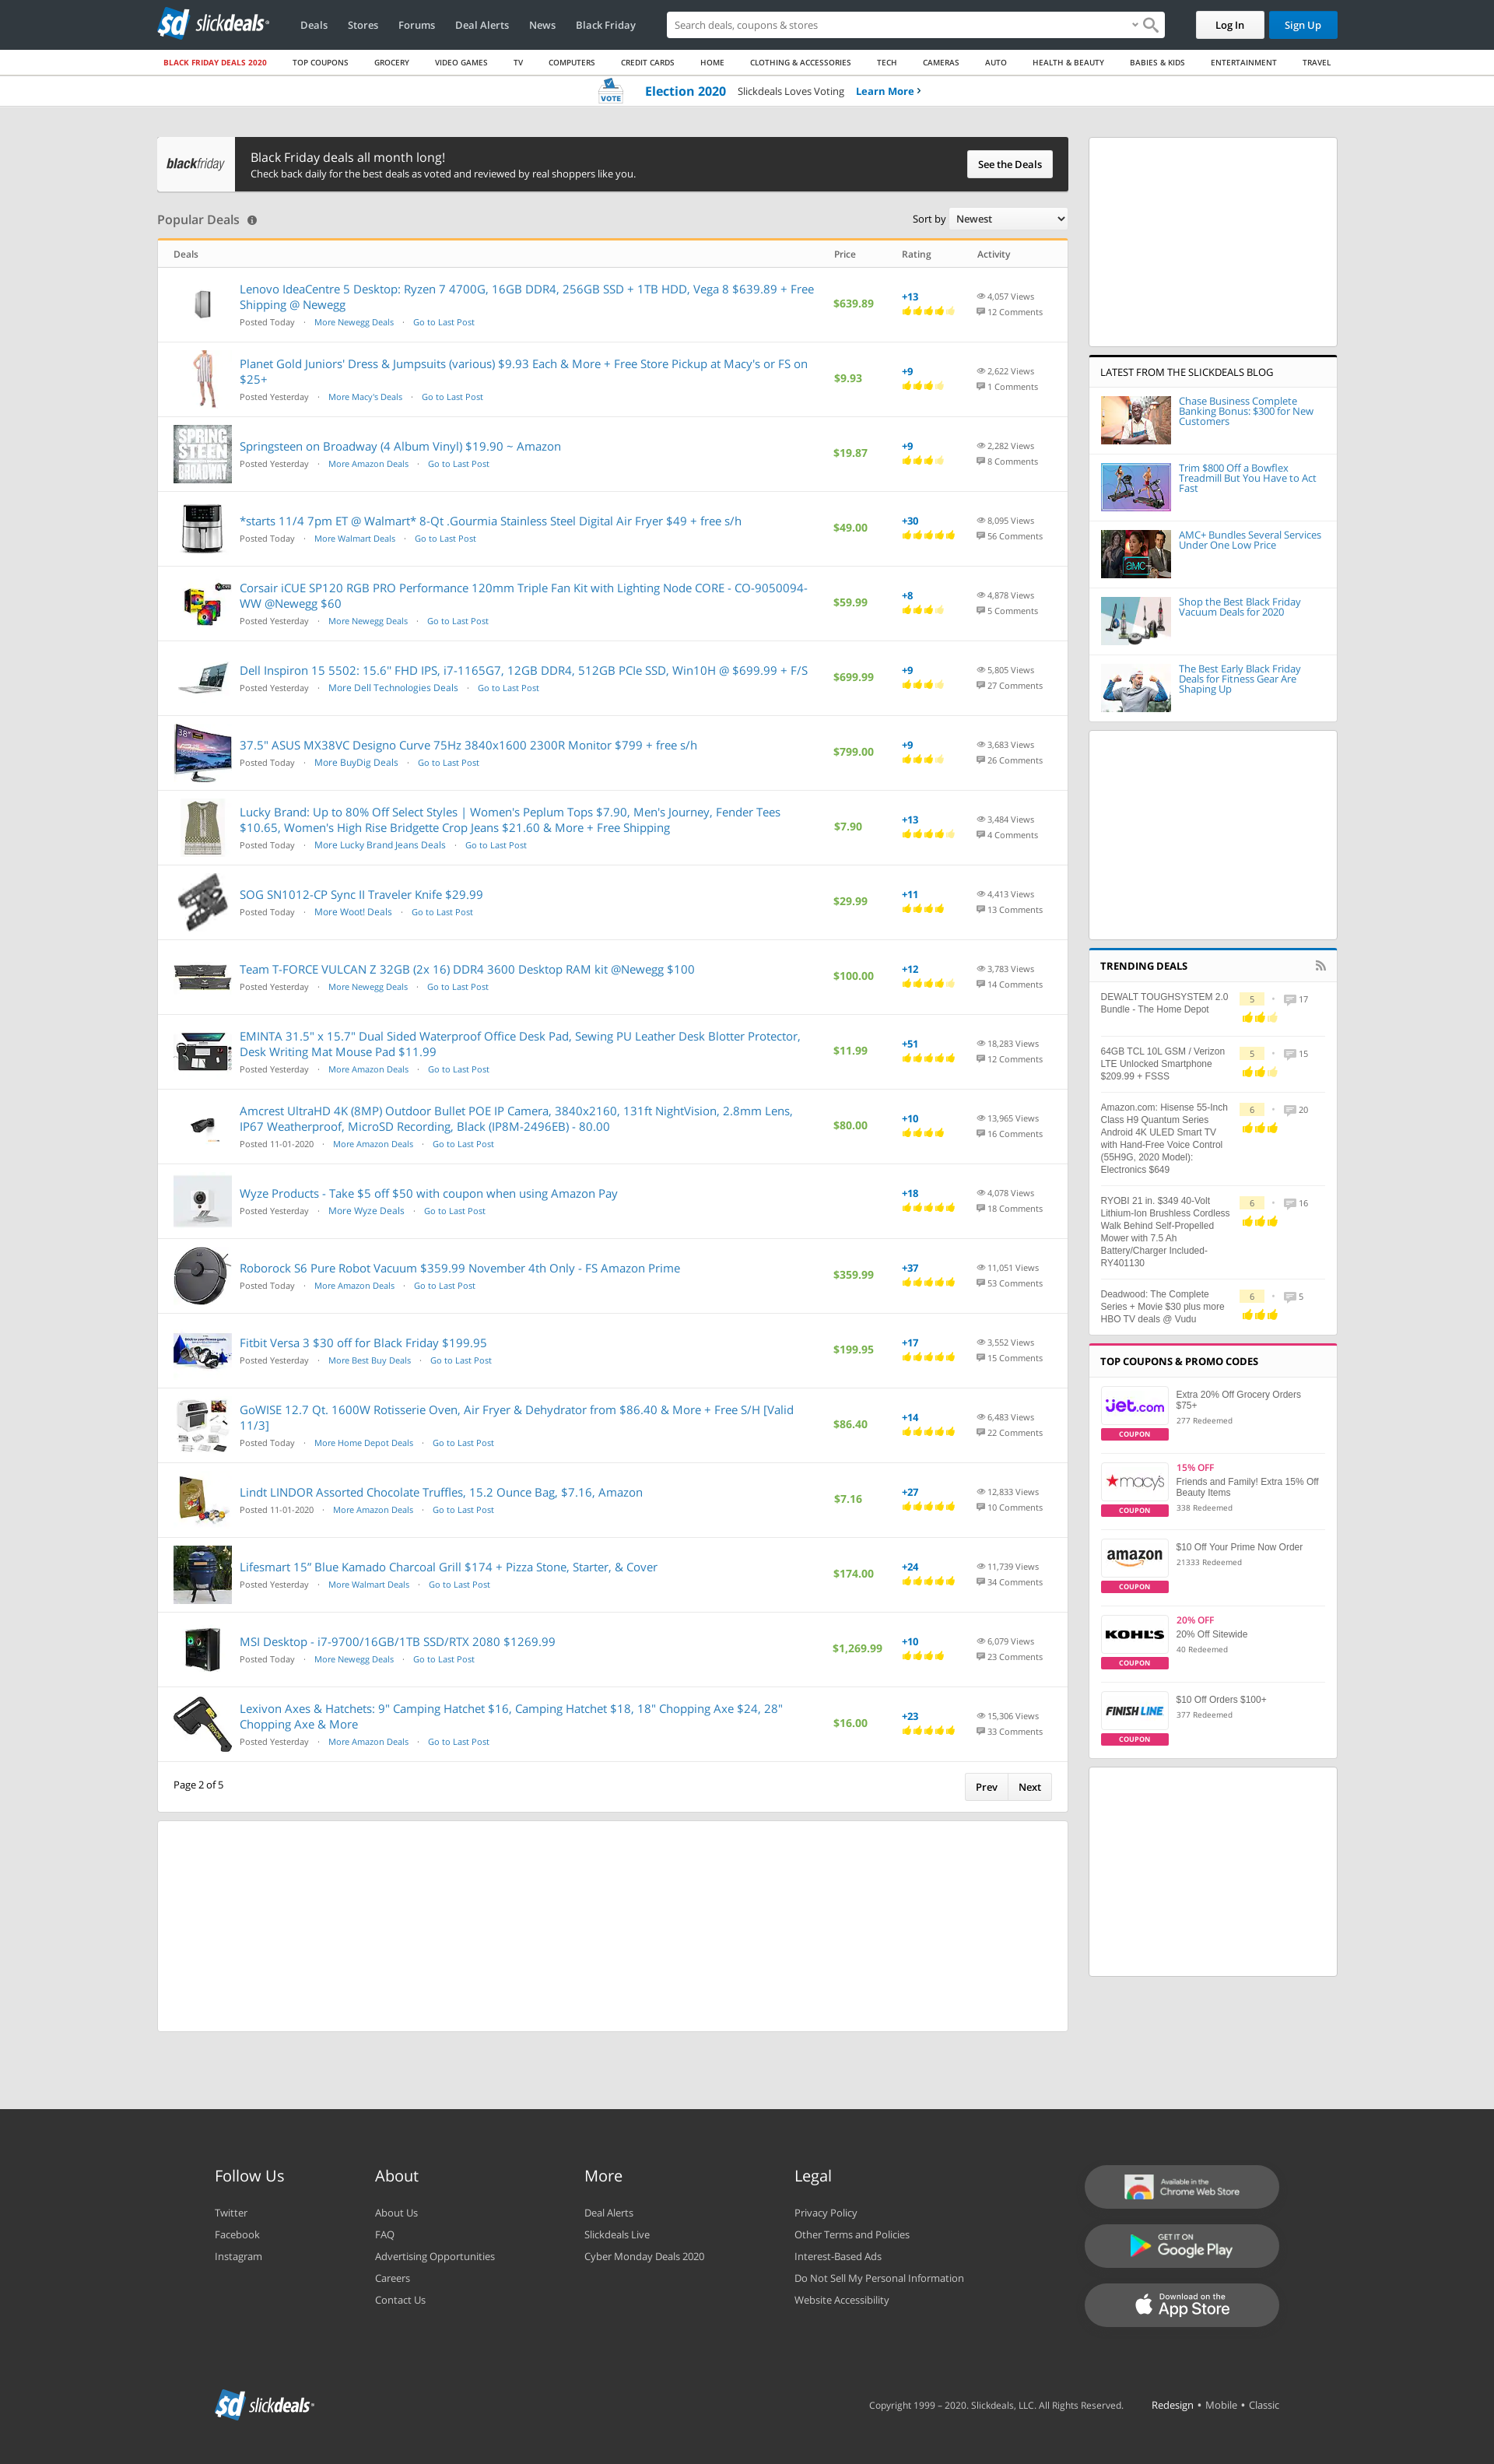 sd slickdeals
Deals Stores Forums Deal Alerts News Black Friday
Search deals, coupons & stores
Log In Sign Up
BLACK FRIDAY DEALS 2020 TOP COUPONS GROCERY VIDEO GAMES TV COMPUTERS CREDIT CARDS HOME CLOTHING & ACCESSORIES TECH CAMERAS AUTO HEALTH & BEAUTY BABIES & KIDS ENTERTAINMENT TRAVEL
VOTE Election 2020 Slickdeals Loves Voting Learn More ›
blackfriday
Black Friday deals all month long!
Check back daily for the best deals as voted and reviewed by real shoppers like you.
See the Deals
Popular Deals
Sort by Newest
Deals Price Rating Activity
Lenovo IdeaCentre 5 Desktop: Ryzen 7 4700G, 16GB DDR4, 256GB SSD + 1TB HDD, Vega 8 $639.89 + Free
Shipping @ Newegg
Posted Today · More Newegg Deals · Go to Last Post
$639.89
+13
4,057 Views
12 Comments
Planet Gold Juniors' Dress & Jumpsuits (various) $9.93 Each & More + Free Store Pickup at Macy's or FS on
$25+
Posted Yesterday · More Macy's Deals · Go to Last Post
$9.93
+9
2,622 Views
1 Comments
SPRING
STEEN
BROADWAY
Springsteen on Broadway (4 Album Vinyl) $19.90 ~ Amazon
Posted Yesterday · More Amazon Deals · Go to Last Post
$19.87
+9
2,282 Views
8 Comments
*starts 11/4 7pm ET @ Walmart* 8-Qt .Gourmia Stainless Steel Digital Air Fryer $49 + free s/h
Posted Today · More Walmart Deals · Go to Last Post
$49.00
+30
8,095 Views
56 Comments
Corsair iCUE SP120 RGB PRO Performance 120mm Triple Fan Kit with Lighting Node CORE - CO-9050094-
WW @Newegg $60
Posted Yesterday · More Newegg Deals · Go to Last Post
$59.99
+8
4,878 Views
5 Comments
Dell Inspiron 15 5502: 15.6" FHD IPS, i7-1165G7, 12GB DDR4, 512GB PCIe SSD, Win10H @ $699.99 + F/S
Posted Yesterday · More Dell Technologies Deals · Go to Last Post
$699.99
+9
5,805 Views
27 Comments
38"
37.5" ASUS MX38VC Designo Curve 75Hz 3840x1600 2300R Monitor $799 + free s/h
Posted Today · More BuyDig Deals · Go to Last Post
$799.00
+9
3,683 Views
26 Comments
Lucky Brand: Up to 80% Off Select Styles | Women's Peplum Tops $7.90, Men's Journey, Fender Tees
$10.65, Women's High Rise Bridgette Crop Jeans $21.60 & More + Free Shipping
Posted Today · More Lucky Brand Jeans Deals · Go to Last Post
$7.90
+13
3,484 Views
4 Comments
SOG SN1012-CP Sync II Traveler Knife $29.99
Posted Today · More Woot! Deals · Go to Last Post
$29.99
+11
4,413 Views
13 Comments
Team T-FORCE VULCAN Z 32GB (2x 16) DDR4 3600 Desktop RAM kit @Newegg $100
Posted Yesterday · More Newegg Deals · Go to Last Post
$100.00
+12
3,783 Views
14 Comments
EMINTA 31.5" x 15.7" Dual Sided Waterproof Office Desk Pad, Sewing PU Leather Desk Blotter Protector,
Desk Writing Mat Mouse Pad $11.99
Posted Yesterday · More Amazon Deals · Go to Last Post
$11.99
+51
18,283 Views
12 Comments
Amcrest UltraHD 4K (8MP) Outdoor Bullet POE IP Camera, 3840x2160, 131ft NightVision, 2.8mm Lens,
IP67 Weatherproof, MicroSD Recording, Black (IP8M-2496EB) - 80.00
Posted 11-01-2020 · More Amazon Deals · Go to Last Post
$80.00
+10
13,965 Views
16 Comments
Wyze Products - Take $5 off $50 with coupon when using Amazon Pay
Posted Yesterday · More Wyze Deals · Go to Last Post
+18
4,078 Views
18 Comments
Roborock S6 Pure Robot Vacuum $359.99 November 4th Only - FS Amazon Prime
Posted Today · More Amazon Deals · Go to Last Post
$359.99
+37
11,051 Views
53 Comments
Fitbit Versa 3 $30 off for Black Friday $199.95
Posted Yesterday · More Best Buy Deals · Go to Last Post
$199.95
+17
3,552 Views
15 Comments
GoWISE 12.7 Qt. 1600W Rotisserie Oven, Air Fryer & Dehydrator from $86.40 & More + Free S/H [Valid
11/3]
Posted Today · More Home Depot Deals · Go to Last Post
$86.40
+14
6,483 Views
22 Comments
Lindt LINDOR Assorted Chocolate Truffles, 15.2 Ounce Bag, $7.16, Amazon
Posted 11-01-2020 · More Amazon Deals · Go to Last Post
$7.16
+27
12,833 Views
10 Comments
Lifesmart 15” Blue Kamado Charcoal Grill $174 + Pizza Stone, Starter, & Cover
Posted Yesterday · More Walmart Deals · Go to Last Post
$174.00
+24
11,739 Views
34 Comments
MSI Desktop - i7-9700/16GB/1TB SSD/RTX 2080 $1269.99
Posted Today · More Newegg Deals · Go to Last Post
$1,269.99
+10
6,079 Views
23 Comments
Lexivon Axes & Hatchets: 9" Camping Hatchet $16, Camping Hatchet $18, 18" Chopping Axe $24, 28"
Chopping Axe & More
Posted Yesterday · More Amazon Deals · Go to Last Post
$16.00
+23
15,306 Views
33 Comments
Page 2 of 5
Prev Next
LATEST FROM THE SLICKDEALS BLOG
Chase Business Complete
Banking Bonus: $300 for New
Customers
Trim $800 Off a Bowflex
Treadmill But You Have to Act
Fast
AMC+ Bundles Several Services
Under One Low Price
aMC+
Shop the Best Black Friday
Vacuum Deals for 2020
The Best Early Black Friday
Deals for Fitness Gear Are
Shaping Up
TRENDING DEALS
DEWALT TOUGHSYSTEM 2.0
Bundle - The Home Depot
5 • 17
64GB TCL 10L GSM / Verizon
LTE Unlocked Smartphone
$209.99 + FSSS
5 • 15
Amazon.com: Hisense 55-Inch
Class H9 Quantum Series
Android 4K ULED Smart TV
with Hand-Free Voice Control
(55H9G, 2020 Model):
Electronics $649
6 • 20
RYOBI 21 in. $349 40-Volt
Lithium-Ion Brushless Cordless
Walk Behind Self-Propelled
Mower with 7.5 Ah
Battery/Charger Included-
RY401130
6 • 16
Deadwood: The Complete
Series + Movie $30 plus more
HBO TV deals @ Vudu
6 • 5
TOP COUPONS & PROMO CODES
jet.com
COUPON
Extra 20% Off Grocery Orders
$75+
277 Redeemed
macy's
COUPON
15% OFF
Friends and Family! Extra 15% Off
Beauty Items
338 Redeemed
amazon
COUPON
$10 Off Your Prime Now Order
21333 Redeemed
KOHL'S
COUPON
20% OFF
20% Off Sitewide
40 Redeemed
FINISH LINE
COUPON
$10 Off Orders $100+
377 Redeemed
Follow Us
Twitter
Facebook
Instagram
About
About Us
FAQ
Advertising Opportunities
Careers
Contact Us
More
Deal Alerts
Slickdeals Live
Cyber Monday Deals 2020
Legal
Privacy Policy
Other Terms and Policies
Interest-Based Ads
Do Not Sell My Personal Information
Website Accessibility
Available in the
Chrome Web Store
GET IT ON
Google Play
Download on the
App Store
sd slickdeals
Copyright 1999 – 2020. Slickdeals, LLC. All Rights Reserved.
Redesign • Mobile • Classic